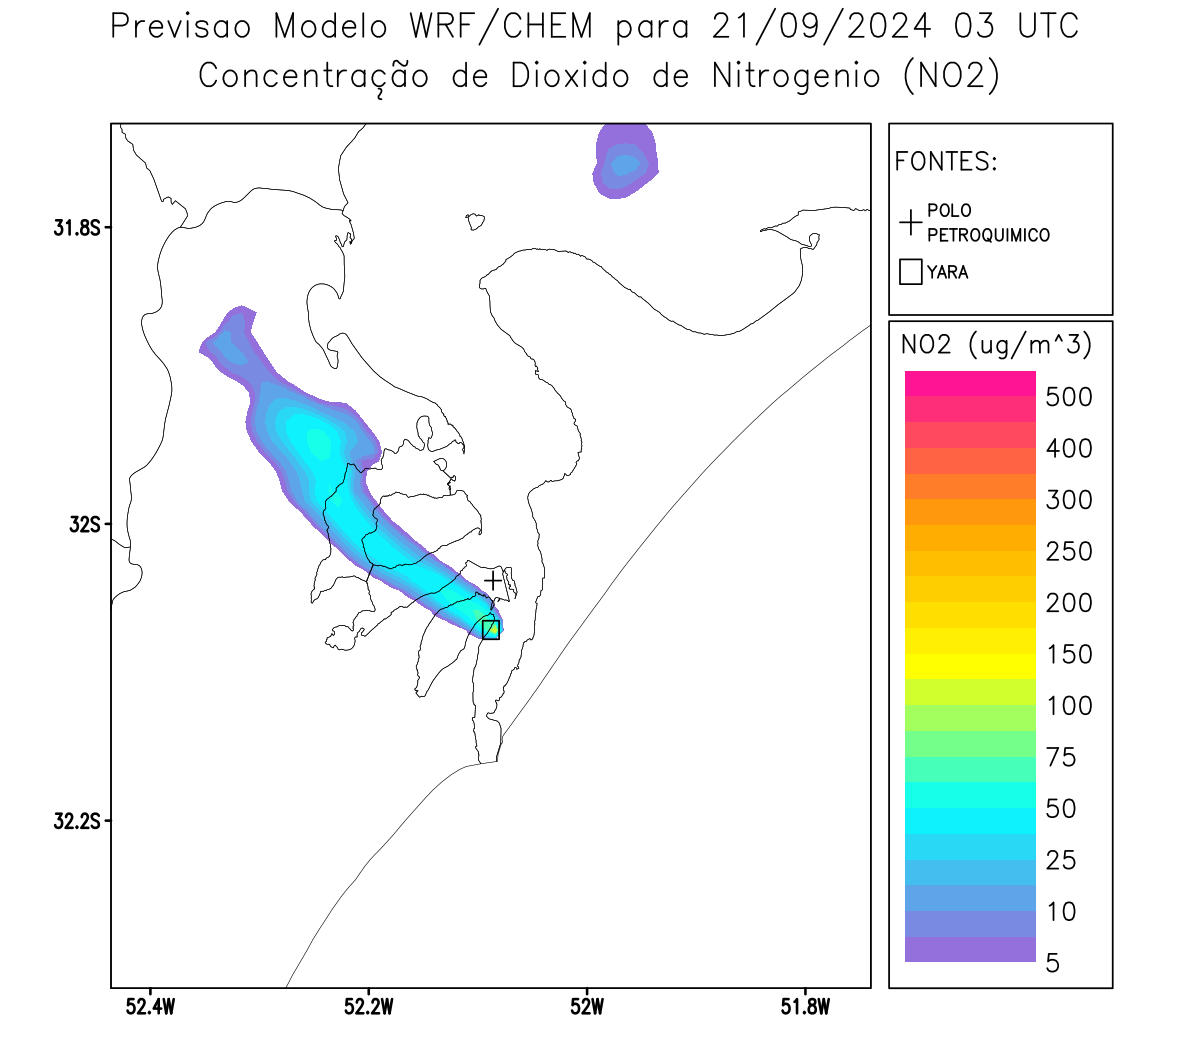 Previsao Modelo WRF/CHEM para 21/09/2024 03 UTC
Concentração de Dioxido de Nitrogenio (NO2)
FONTES:
POLO
PETROQUIMICO
YARA
NO2 (ug/m^3)
500
400
300
250
200
150
100
75
50
25
10
5
31.8S
32S
32.2S
52.4W
52.2W
52W
51.8W